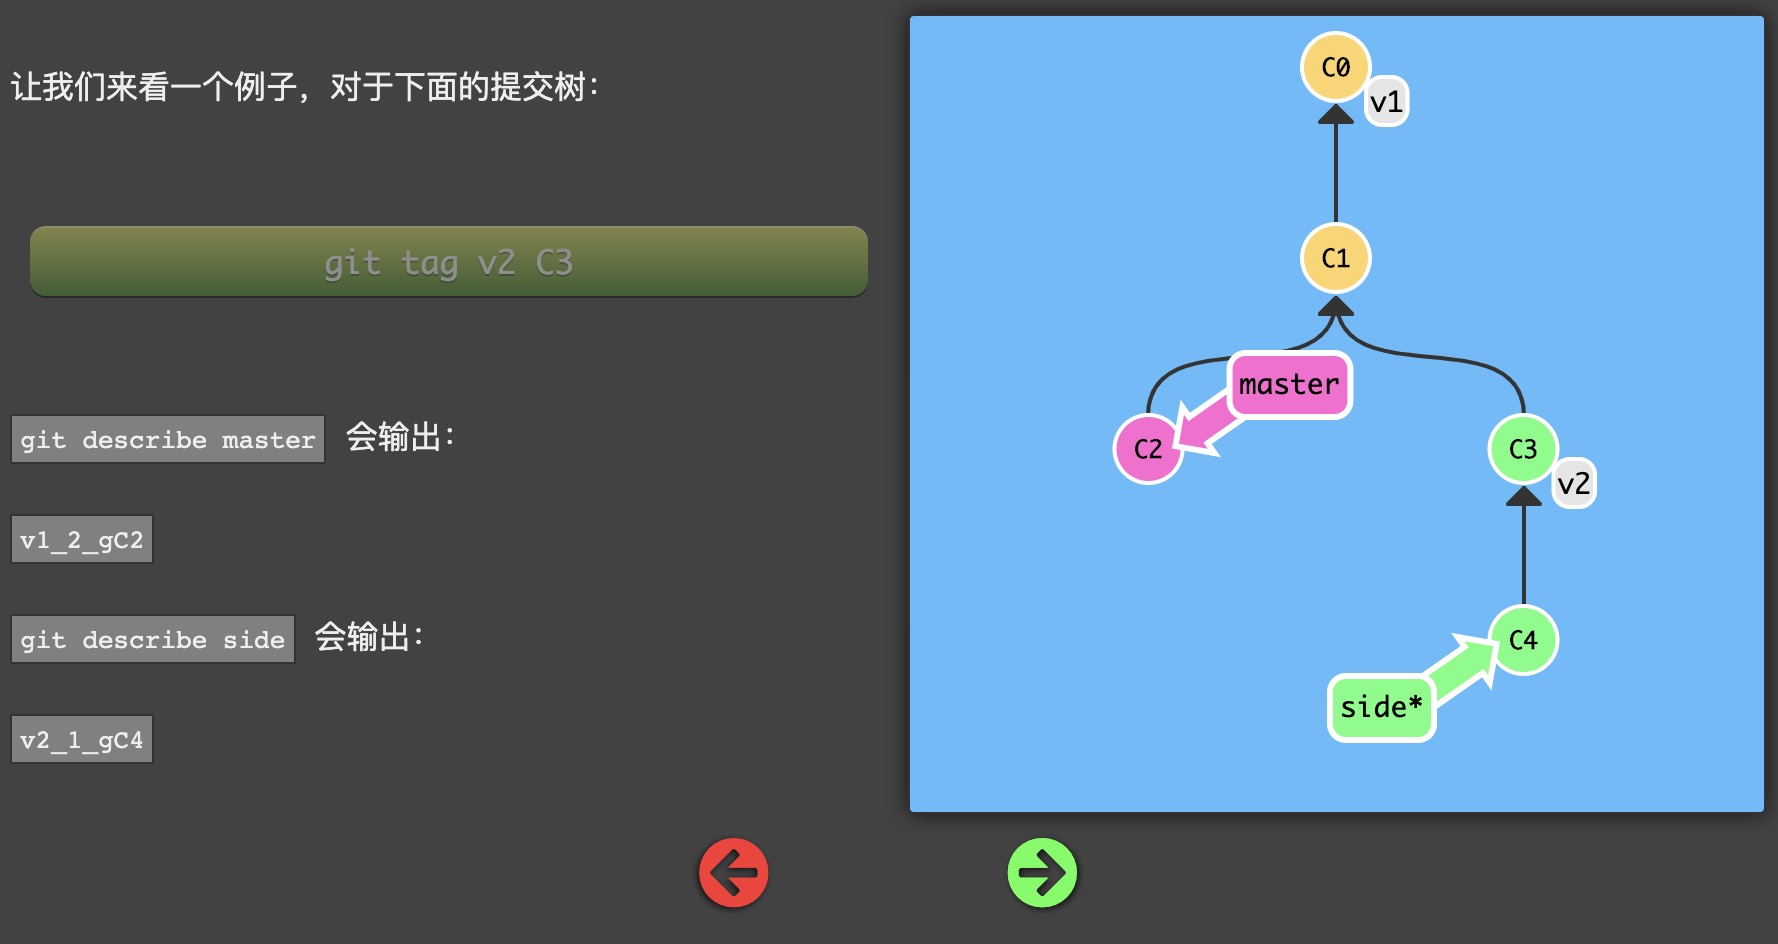 让我们来看一个例子，对于下面的提交树：
git tag v2 C3
git describe master 会输出：
v1_2_gC2
git describe side 会输出：
v2_1_gC4
C0
v1
C1
master
C2
C3
v2
C4
side*